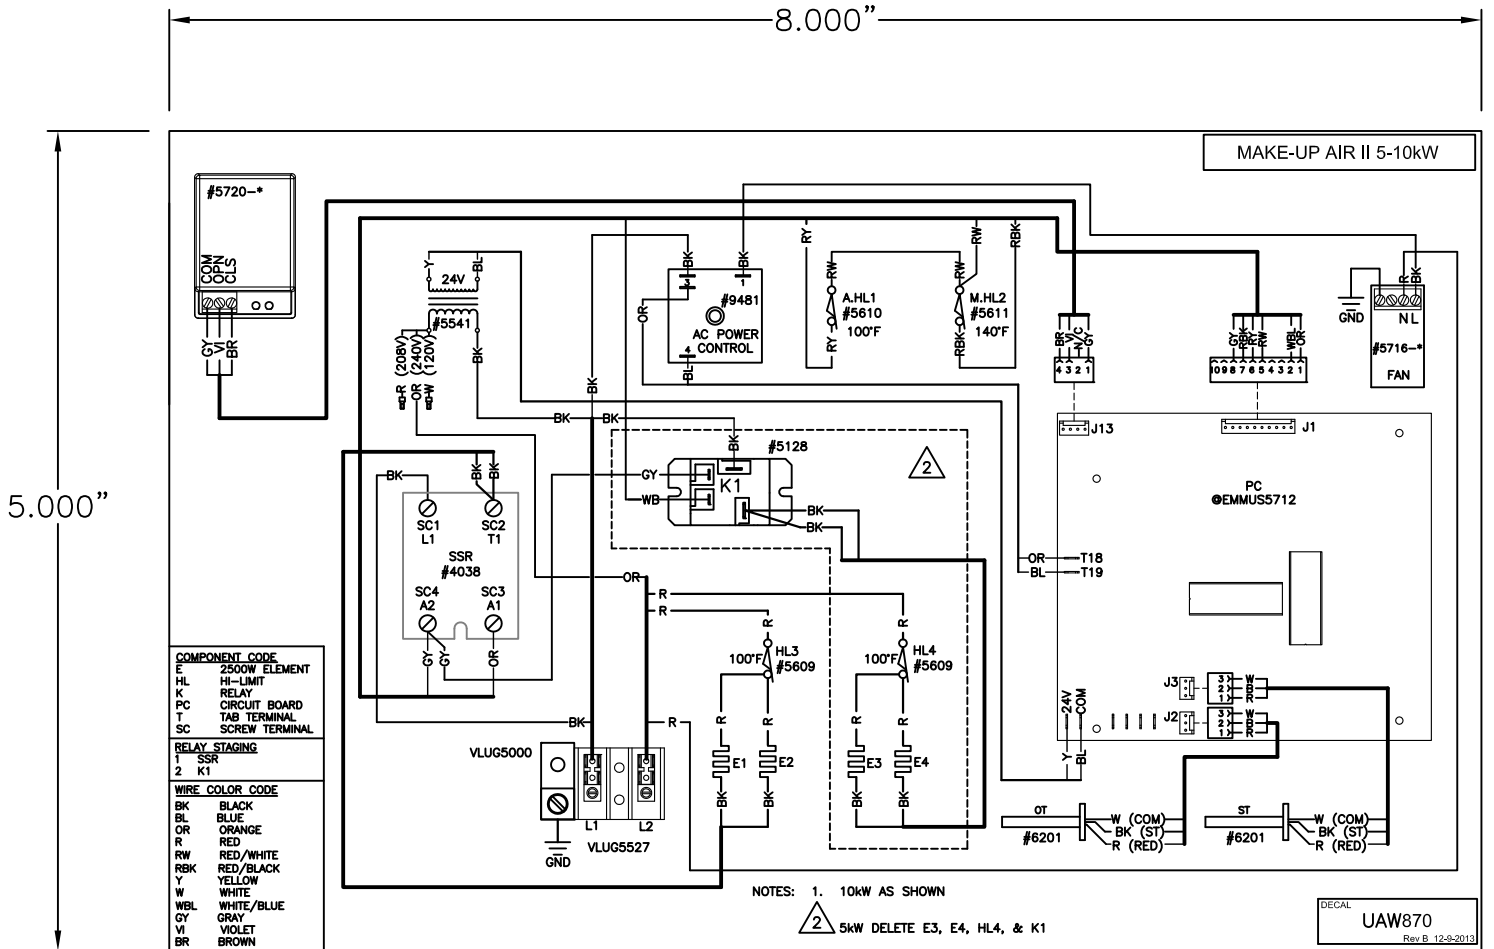 8.000"
5.000"
MAKE-UP AIR II 5-10kW
#5720-*
COM
OPN
CLS
GY
VI
BR
Y
24V
BL
#5541
(208V)
(240V)
(120V)
R
OR
W
BK
BK
BK
3
1
#9481
AC POWER
CONTROL
4
BL
OR
BK
BK
BK
RY
RW
A.HL1
#5610
100°F
RY
RW
M.HL2
#5611
140°F
RBK
RW
RBK
BR
VI
N/C
GY
4 3 2 1
GY
RBK
RY
RW
WBL
OR
10 9 8 7 6 5 4 3 2 1
GND
R
BK
N L
#5716-*
FAN
J13
J1
PC
@EMMUS5712
BK
BK
BK
SC1
L1
SC2
T1
SSR
#4038
SC4
A2
SC3
A1
GY
GY
OR
BK
#5128
GY
K1
WB
BK
BK
2
OR
T18
BL
T19
OR
R
R
R
100°F
HL3
#5609
R
R
E1
E2
BK
BK
R
100°F
HL4
#5609
R
R
E3
E4
BK
BK
BK
R
VLUG5000
L1
L2
VLUG5527
GND
24V
COM
Y
BL
J3
3 W
2 B
1 R
J2
3 W
2 B
1 R
OT
#6201
W (COM)
BK (ST)
R (RED)
ST
#6201
W (COM)
BK (ST)
R (RED)
COMPONENT CODE
E 2500W ELEMENT
HL HI-LIMIT
K RELAY
PC CIRCUIT BOARD
T TAB TERMINAL
SC SCREW TERMINAL
RELAY STAGING
1 SSR
2 K1
WIRE COLOR CODE
BK BLACK
BL BLUE
OR ORANGE
R RED
RW RED/WHITE
RBK RED/BLACK
Y YELLOW
W WHITE
WBL WHITE/BLUE
GY GRAY
VI VIOLET
BR BROWN
NOTES: 1. 10kW AS SHOWN
2 5kW DELETE E3, E4, HL4, & K1
DECAL
UAW870
Rev B 12-9-2013